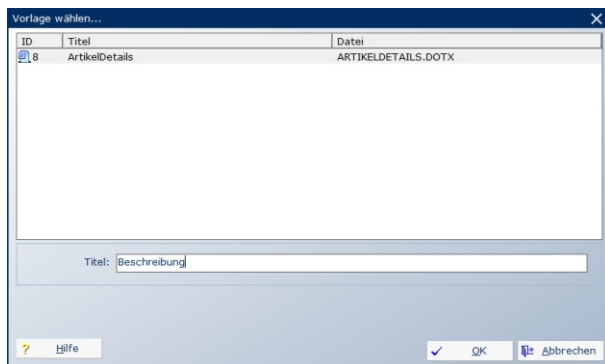 Vorlage wählen...
ID Titel Datei
8 ArtikelDetails ARTIKELDETAILS.DOTX
Titel: Beschreibung
? Hilfe OK Abbrechen